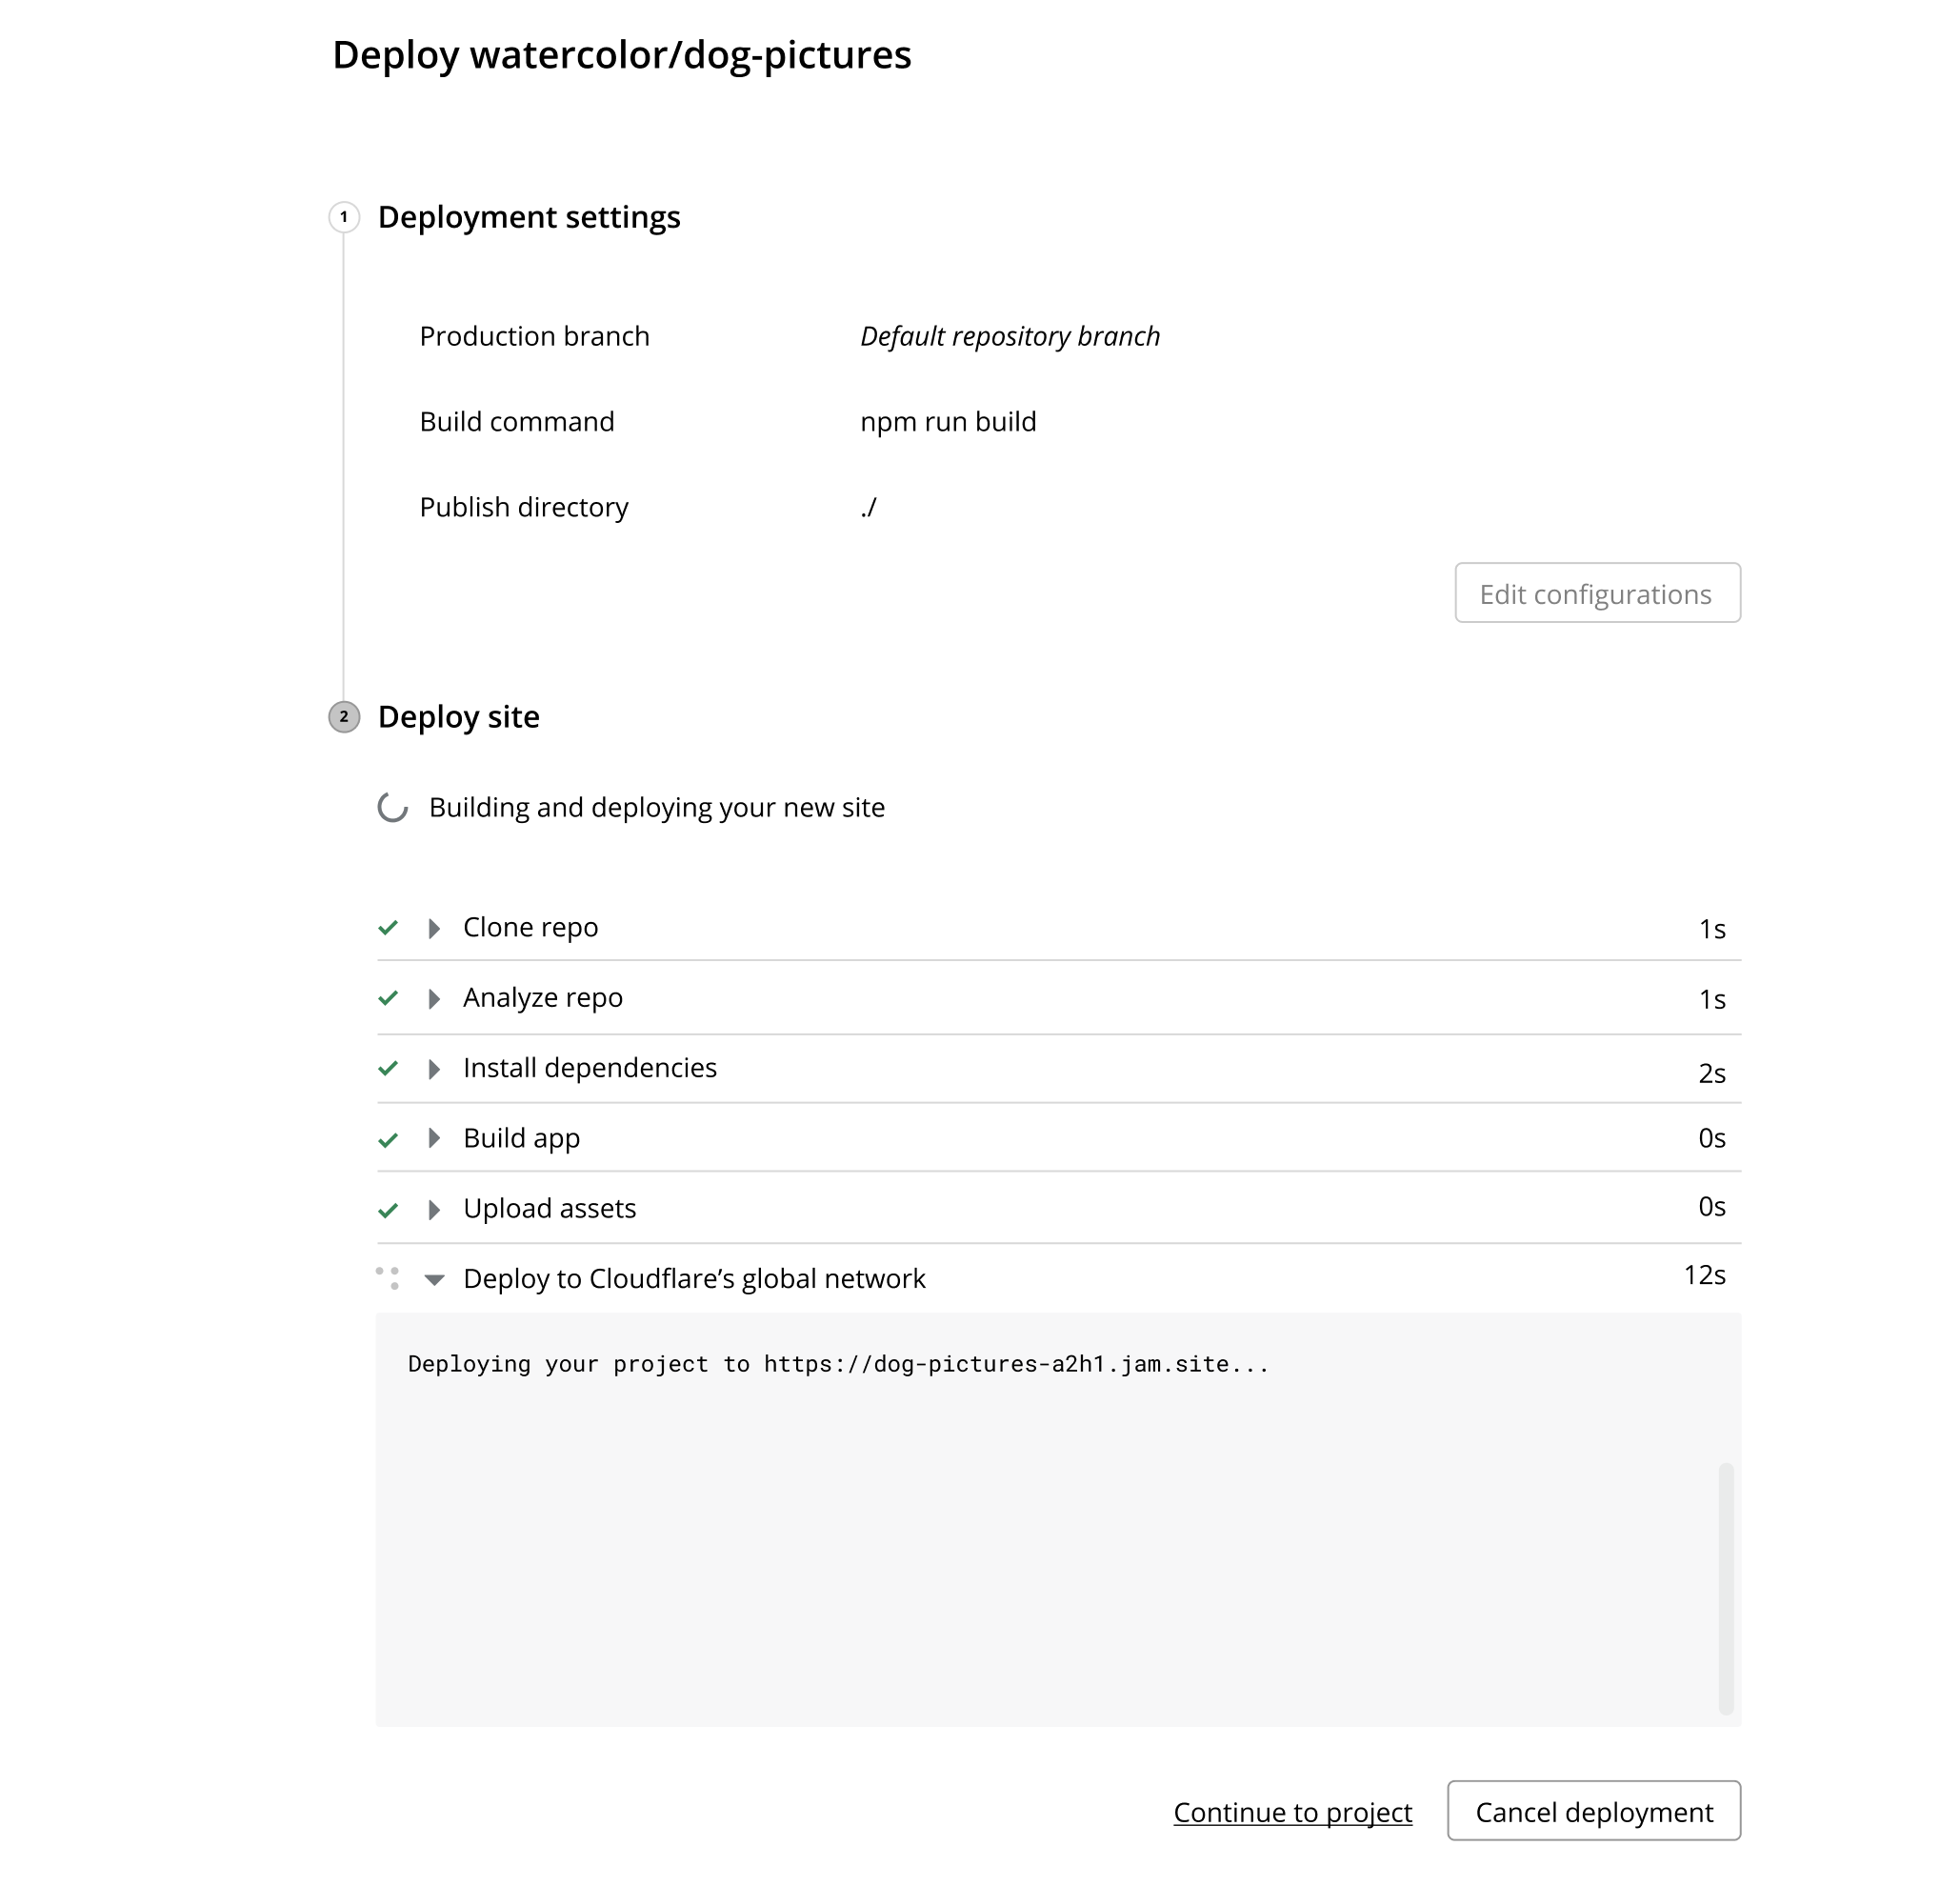 Deploy watercolor/dog-pictures
1 Deployment settings
Production branch Default repository branch
Build command npm run build
Publish directory ./
Edit configurations
2 Deploy site
Building and deploying your new site
Clone repo 1s
Analyze repo 1s
Install dependencies 2s
Build app 0s
Upload assets 0s
Deploy to Cloudflare’s global network 12s
Deploying your project to https://dog-pictures-a2h1.jam.site...
Continue to project Cancel deployment